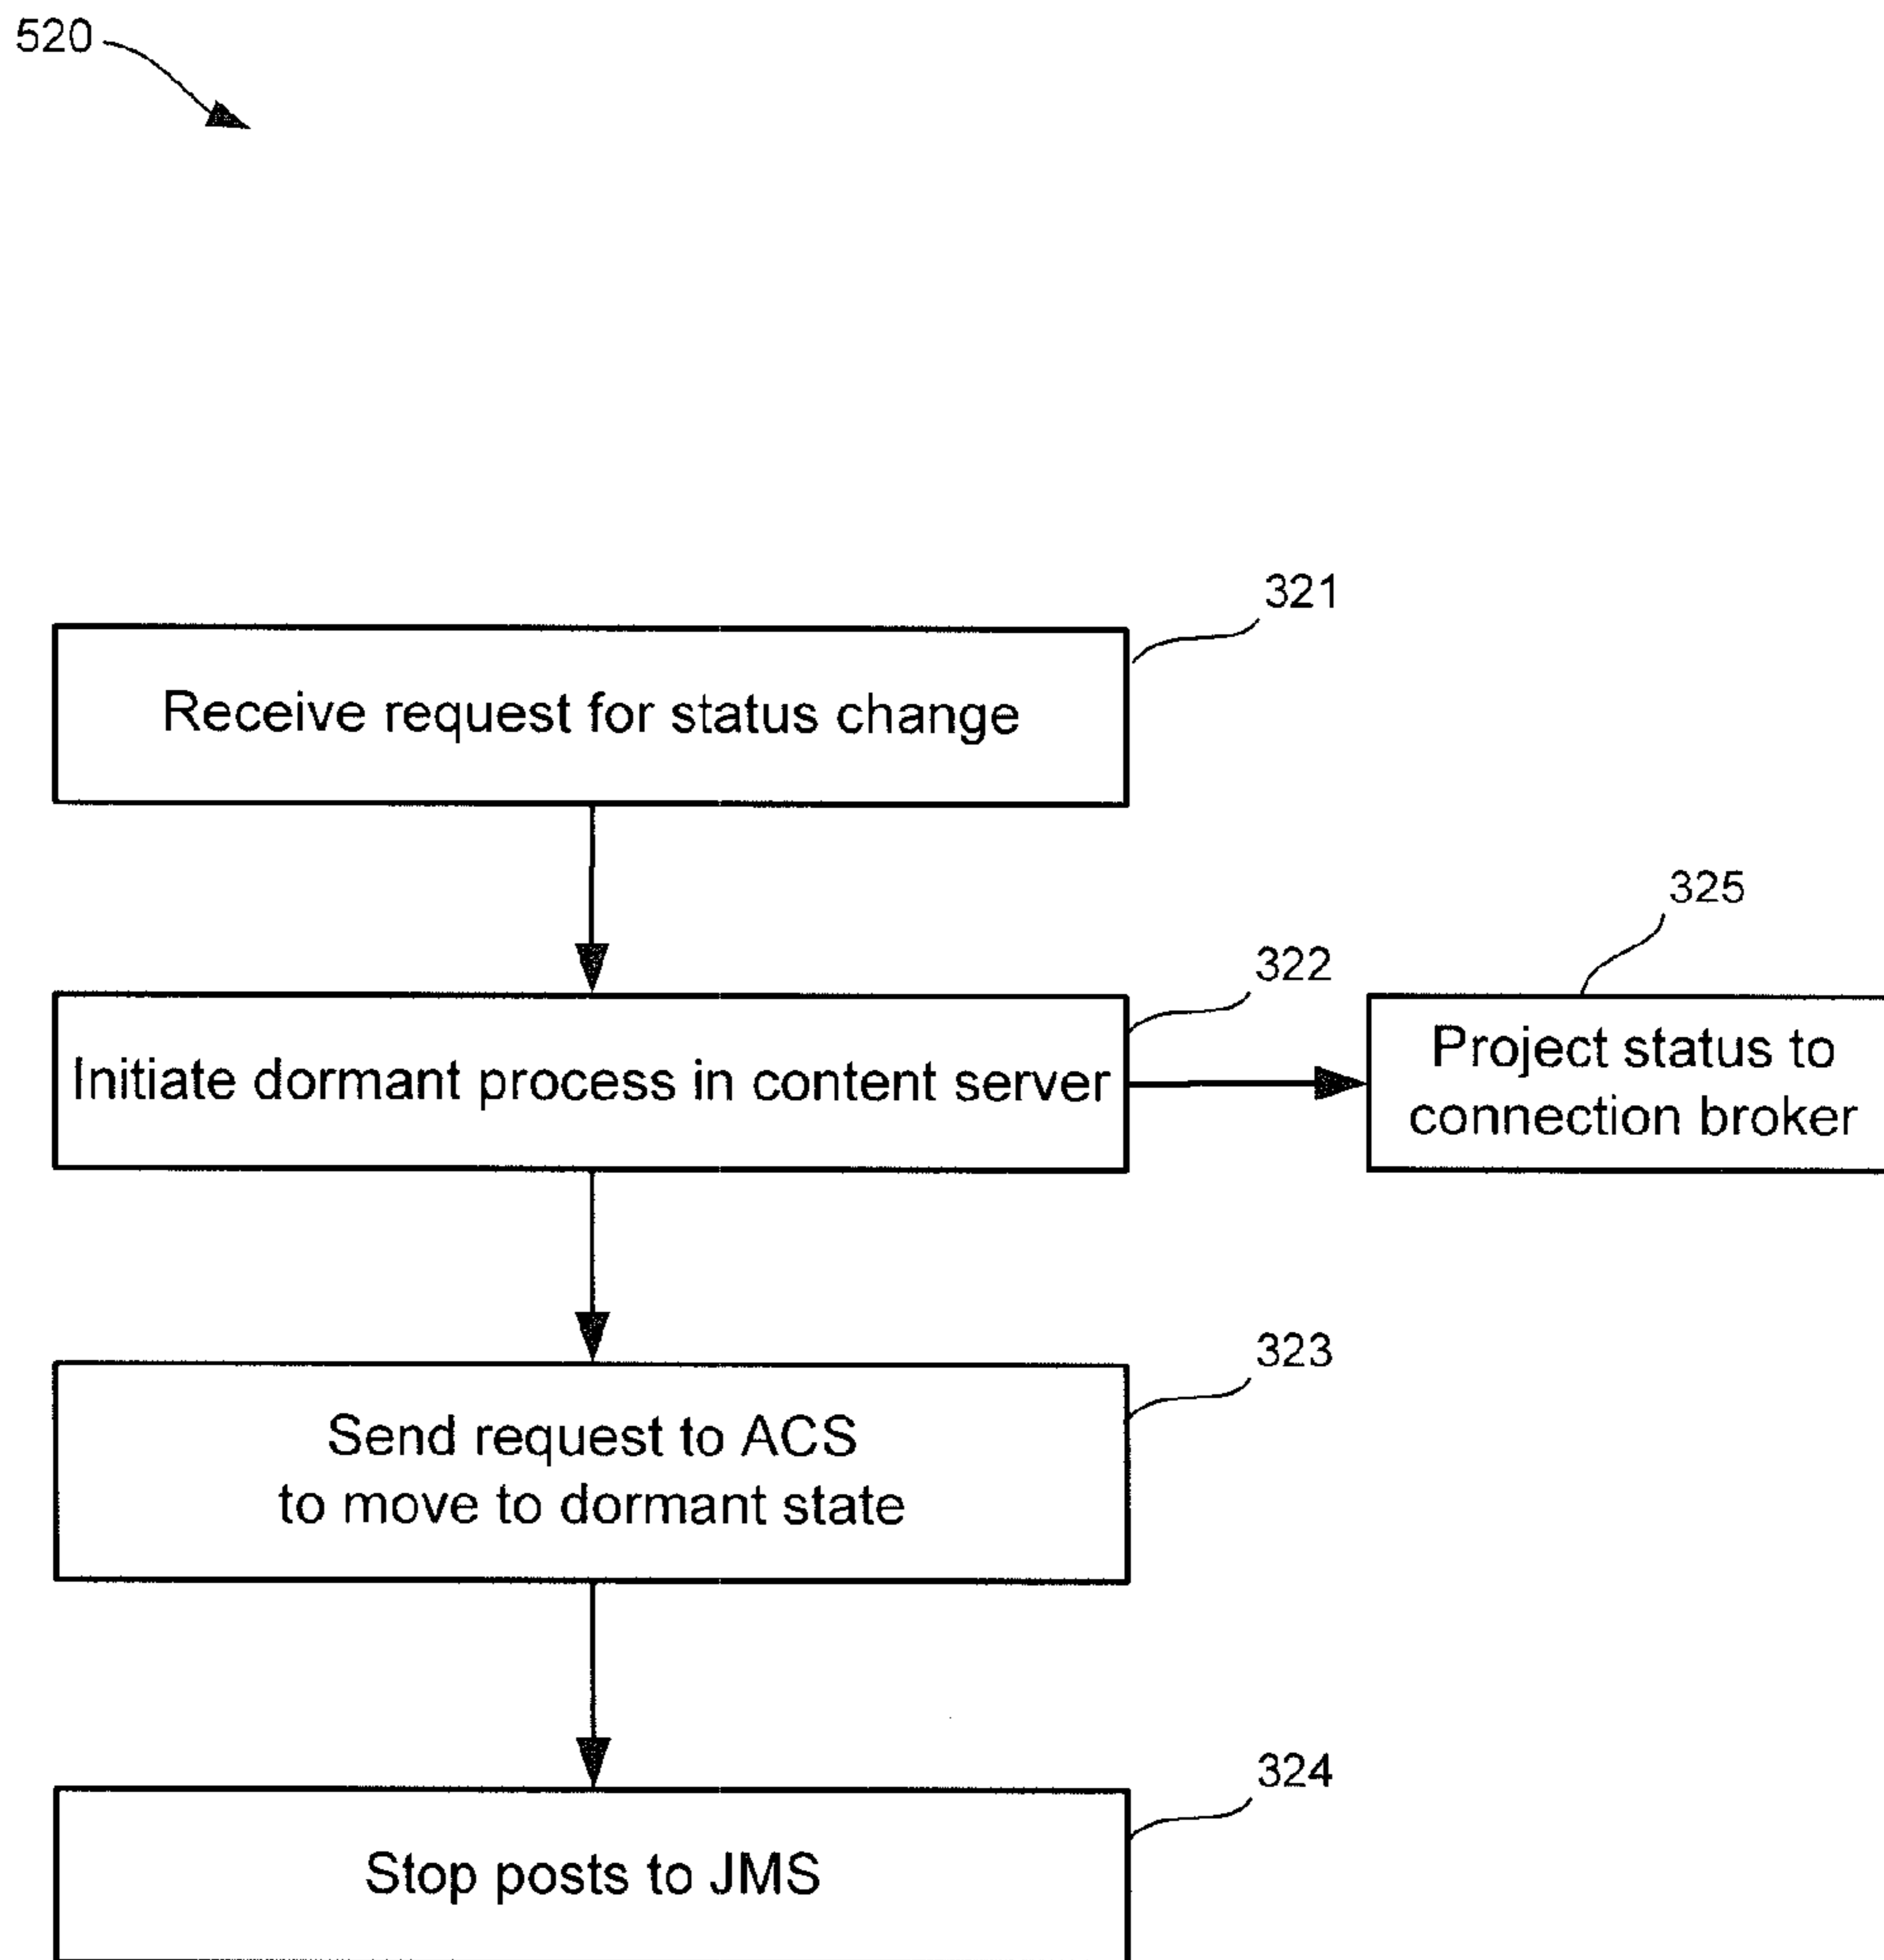 520
321
Receive request for status change
325
322
Initiate dormant process in content server
Project status to
connection broker
323
Send request to ACS
to move to dormant state
324
Stop posts to JMS